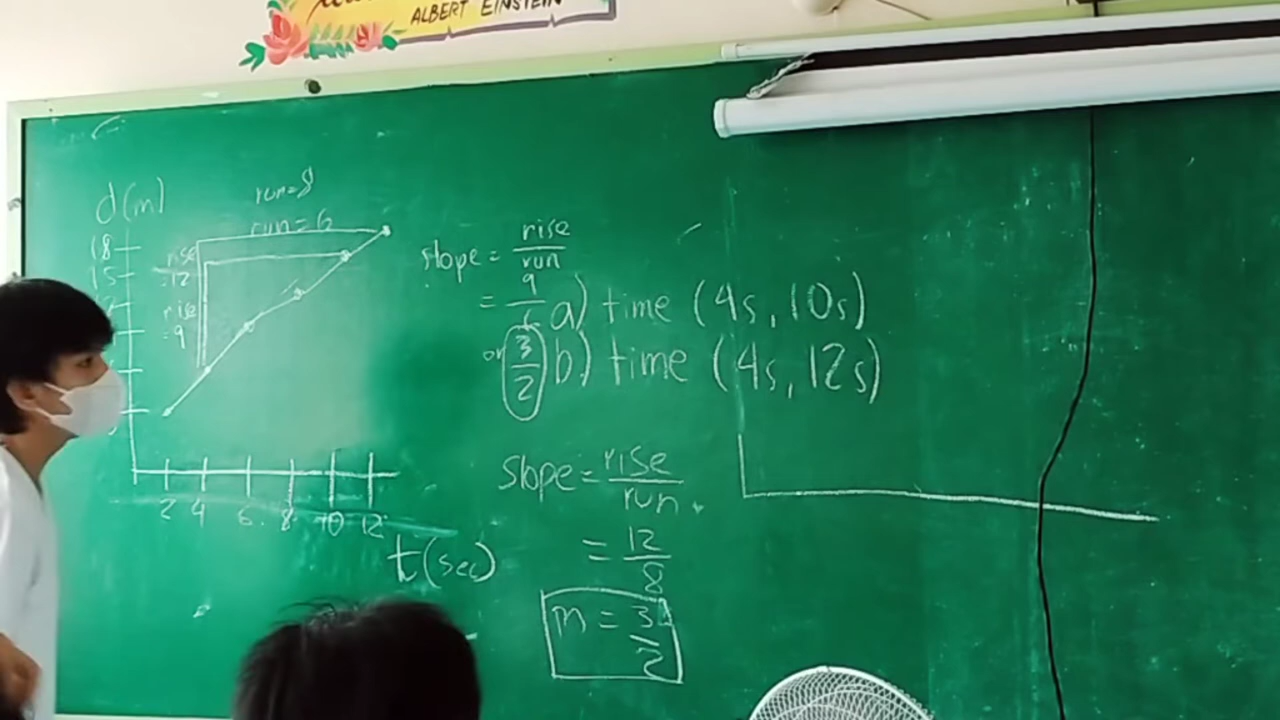 ALBERT EINSTEIN
d(m)
run=8
run=6
18
15
rise
=12
rise
=9
2 4 6 8 10 12
t(sec)
slope = rise
run
= 9
or 3
2
a) time (4s, 10s)
b) time (4s, 12s)
slope = rise
run
= 12
8
m = 3
2